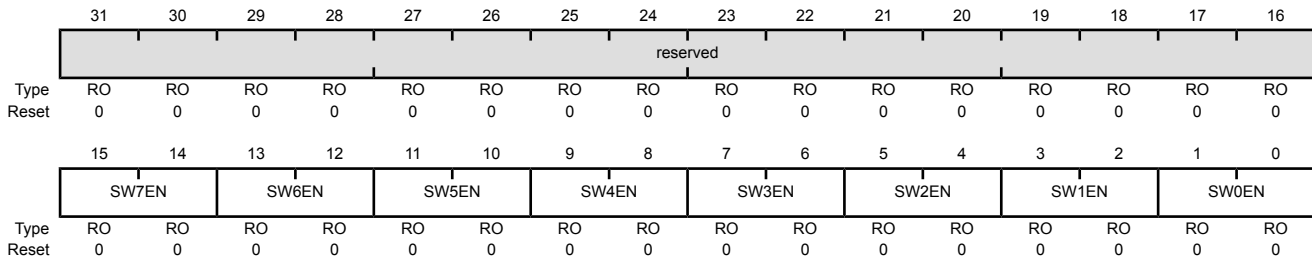 31 30 29 28 27 26 25 24 23 22 21 20 19 18 17 16
reserved
Type RO RO RO RO RO RO RO RO RO RO RO RO RO RO RO RO
Reset 0 0 0 0 0 0 0 0 0 0 0 0 0 0 0 0
15 14 13 12 11 10 9 8 7 6 5 4 3 2 1 0
SW7EN SW6EN SW5EN SW4EN SW3EN SW2EN SW1EN SW0EN
Type RO RO RO RO RO RO RO RO RO RO RO RO RO RO RO RO
Reset 0 0 0 0 0 0 0 0 0 0 0 0 0 0 0 0